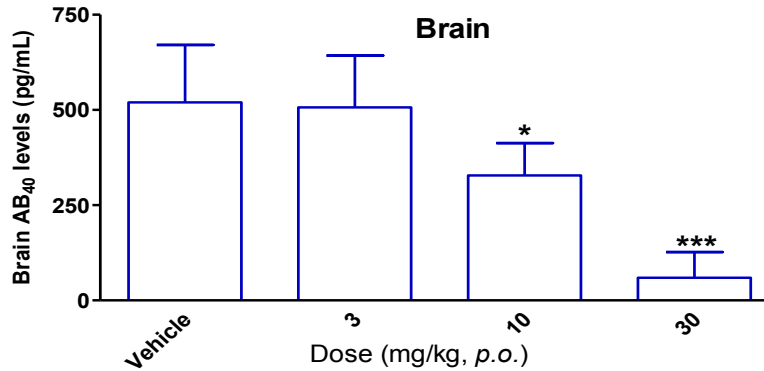 Brain
Brain AB₄₀ levels (pg/mL)
750
500
250
0
*
***
Vehicle
3
10
30
Dose (mg/kg, p.o.)